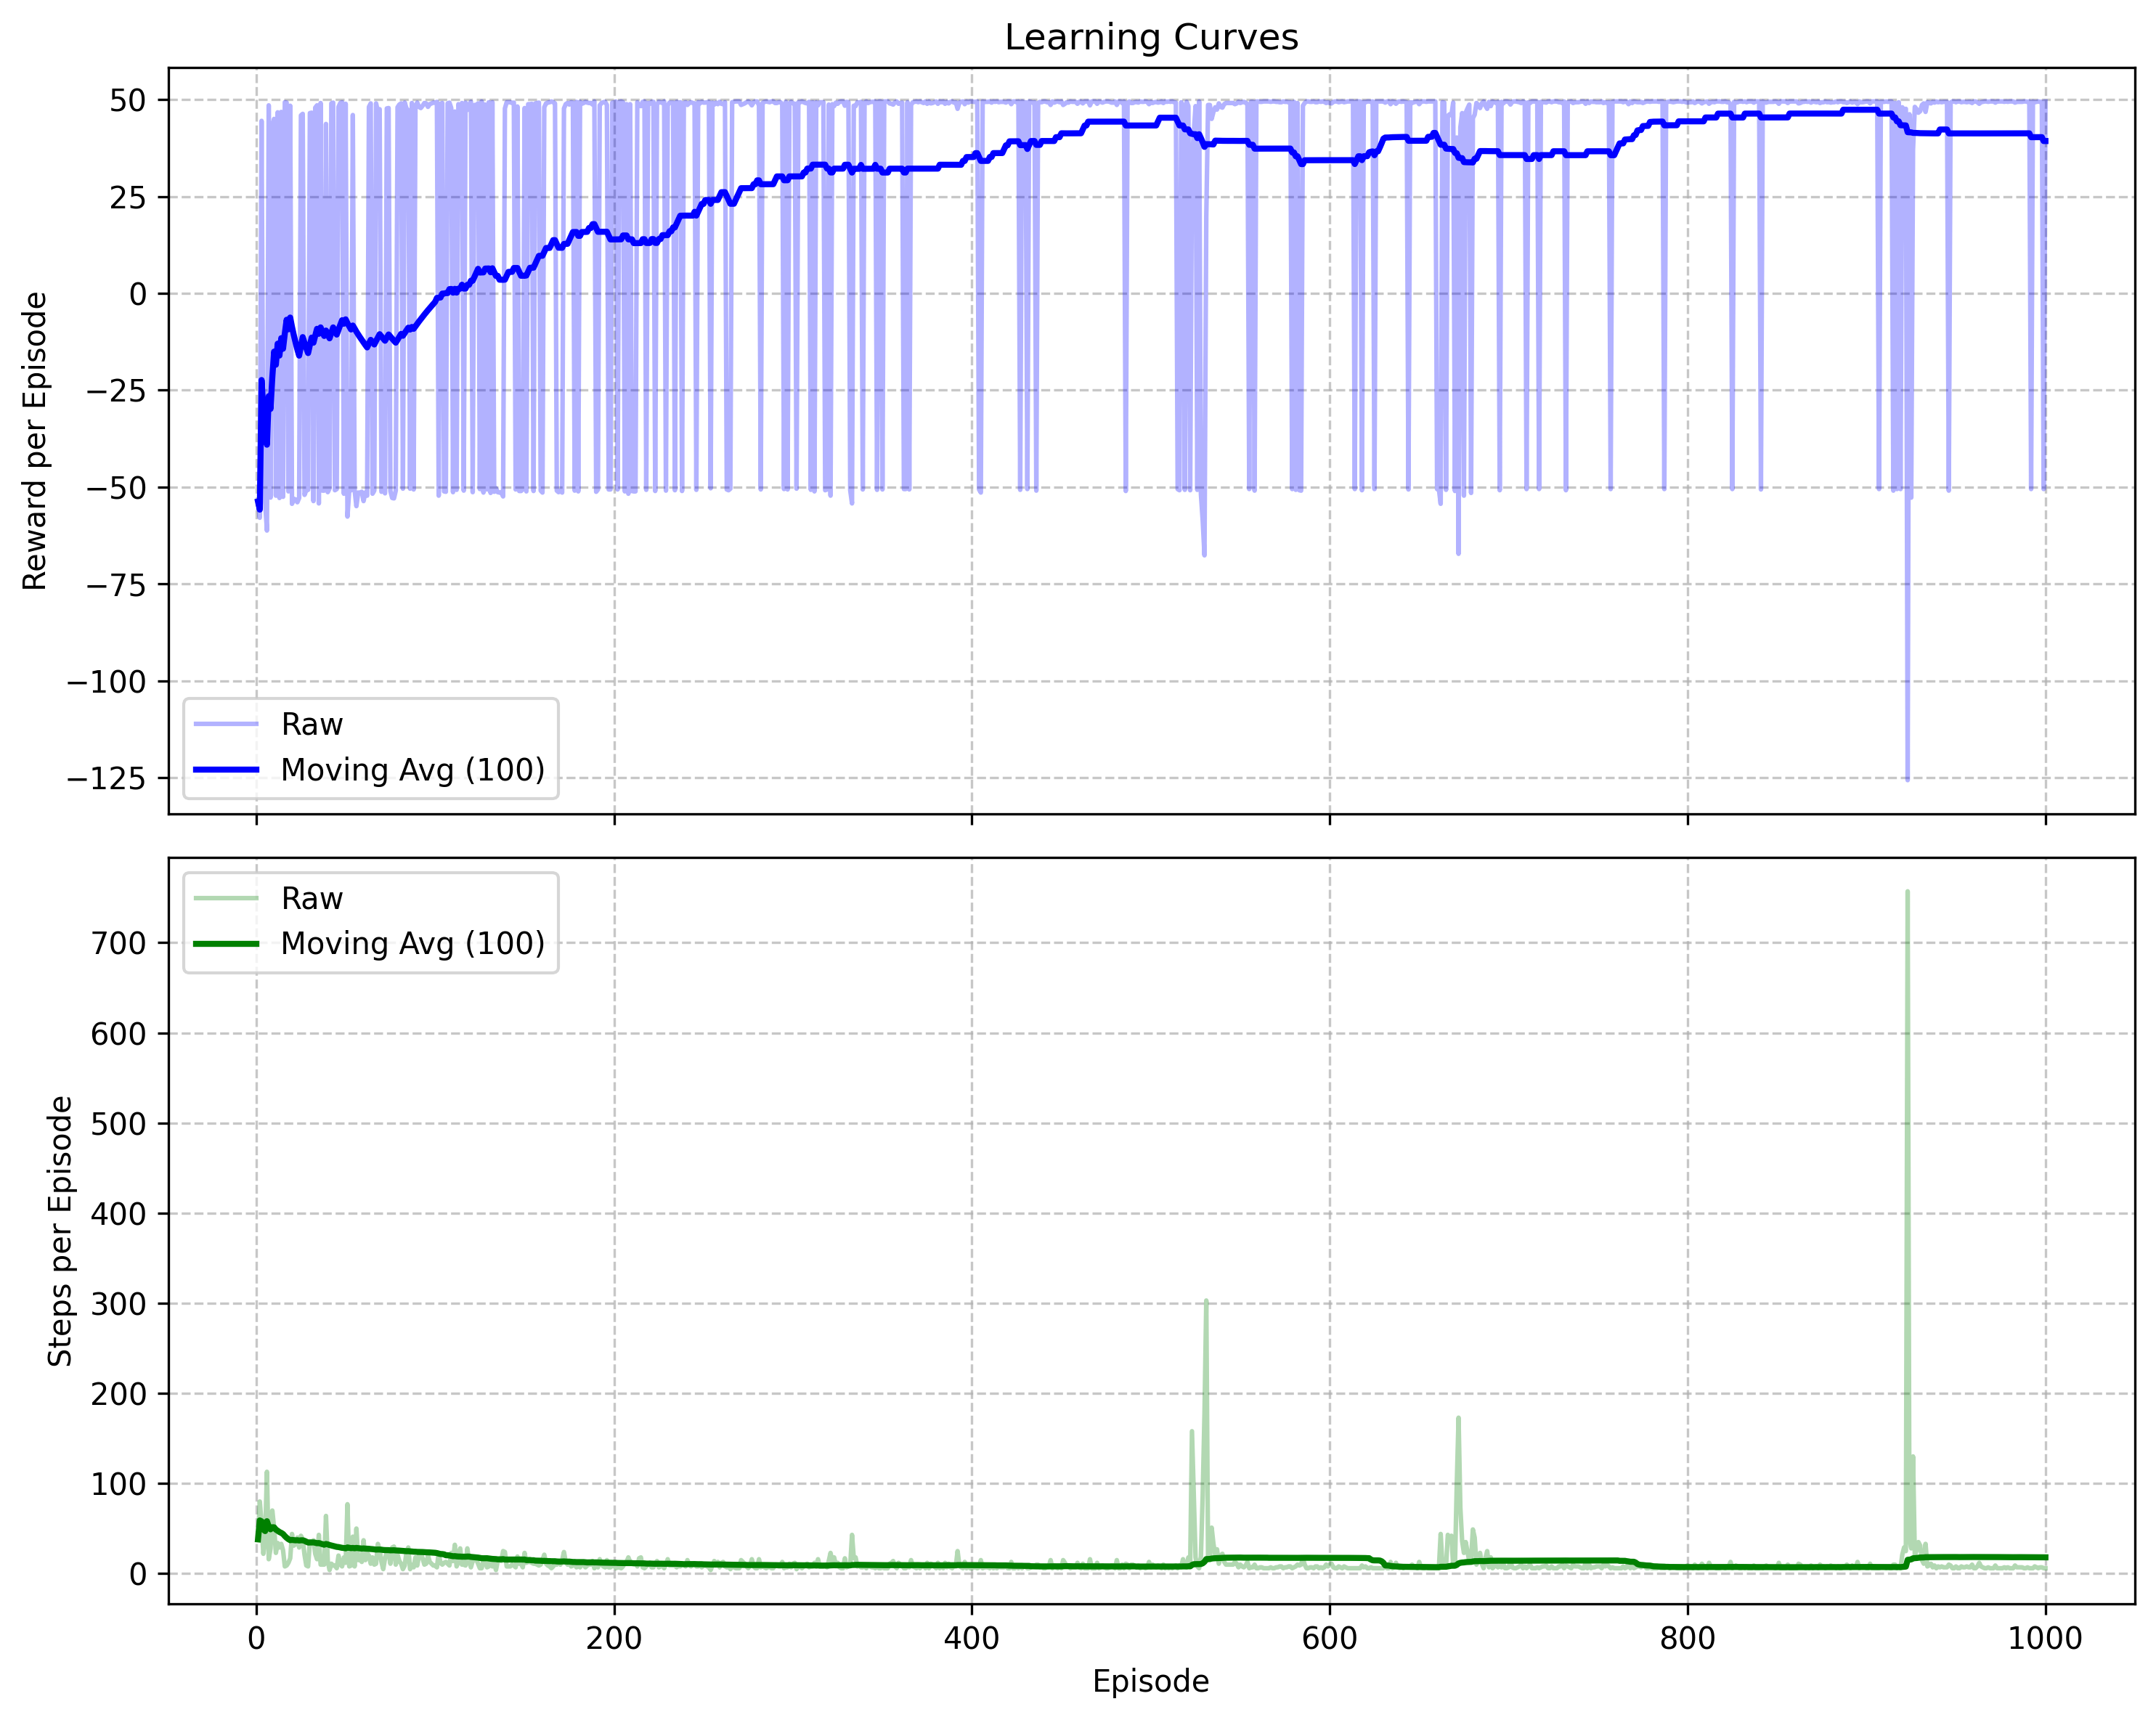 Learning Curves
50
25
0
−25
−50
−75
−100
−125
Reward per Episode
Raw
Moving Avg (100)
Raw
Moving Avg (100)
700
600
500
400
300
200
100
0
Steps per Episode
0 200 400 600 800 1000
Episode